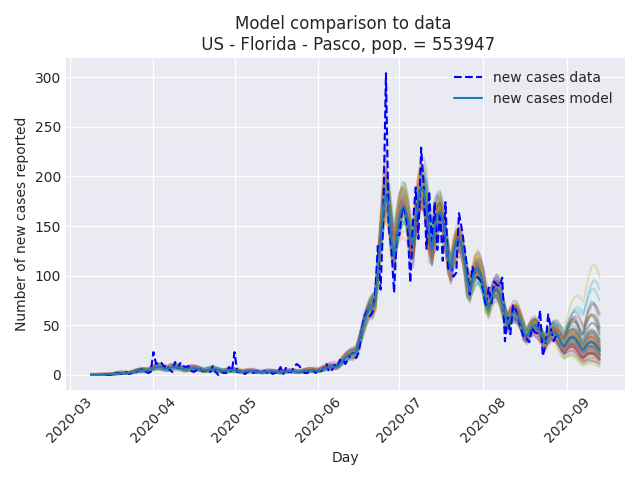 Model comparison to data
US - Florida - Pasco, pop. = 553947
new cases data
new cases model
Number of new cases reported
300
250
200
150
100
50
0
2020-03
2020-04
2020-05
2020-06
2020-07
2020-08
2020-09
Day